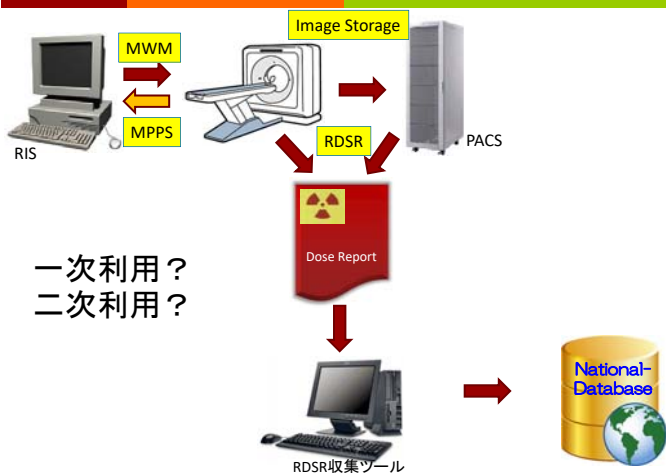 Image Storage
MWM
MPPS
RIS
RDSR
PACS
Dose Report
一次利用？
二次利用？
National-
Database
RDSR収集ツール